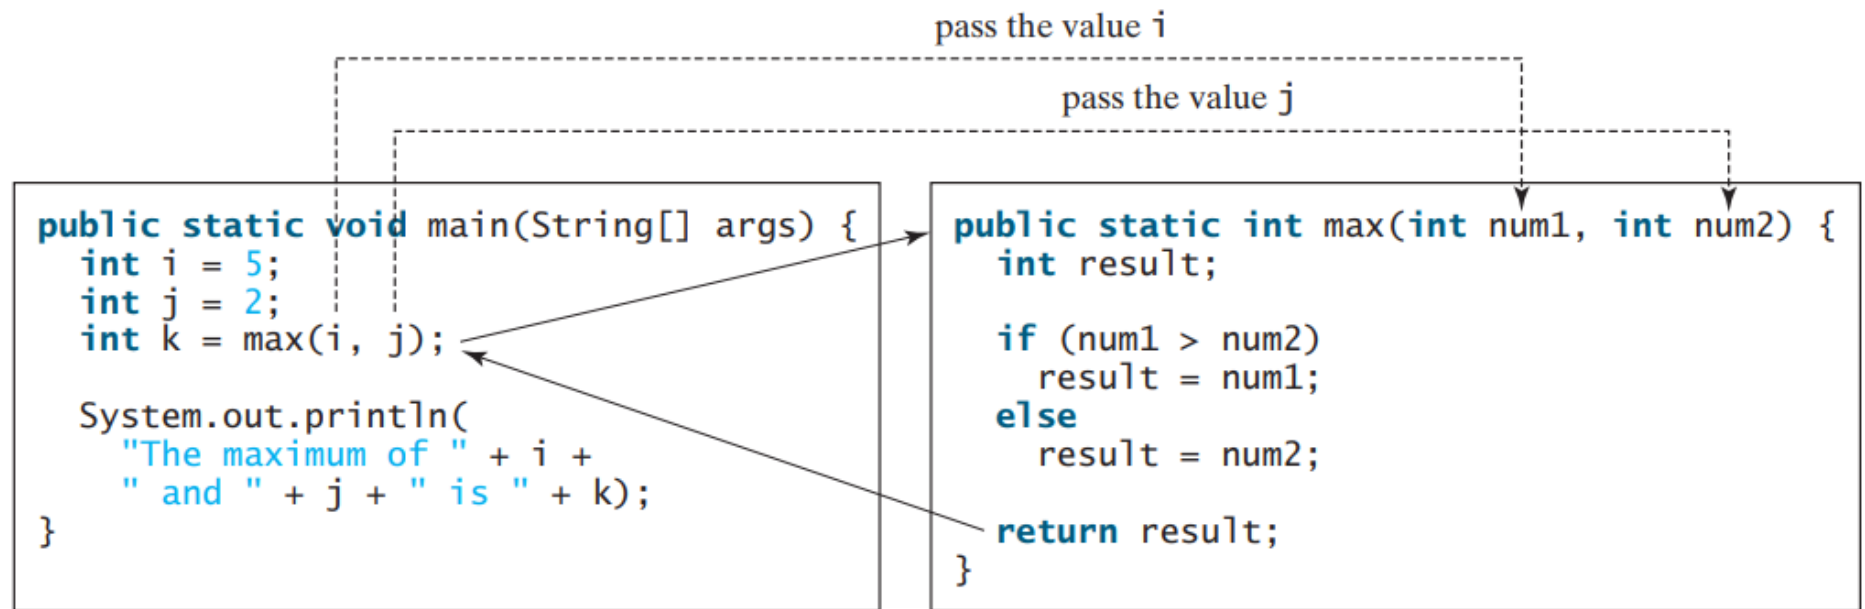 pass the value i
pass the value j
public static void main(String[] args) {
int i = 5;
int j = 2;
int k = max(i, j);
System.out.println(
"The maximum of " + i +
" and " + j + " is " + k);
}
public static int max(int num1, int num2) {
int result;
if (num1 > num2)
result = num1;
else
result = num2;
return result;
}